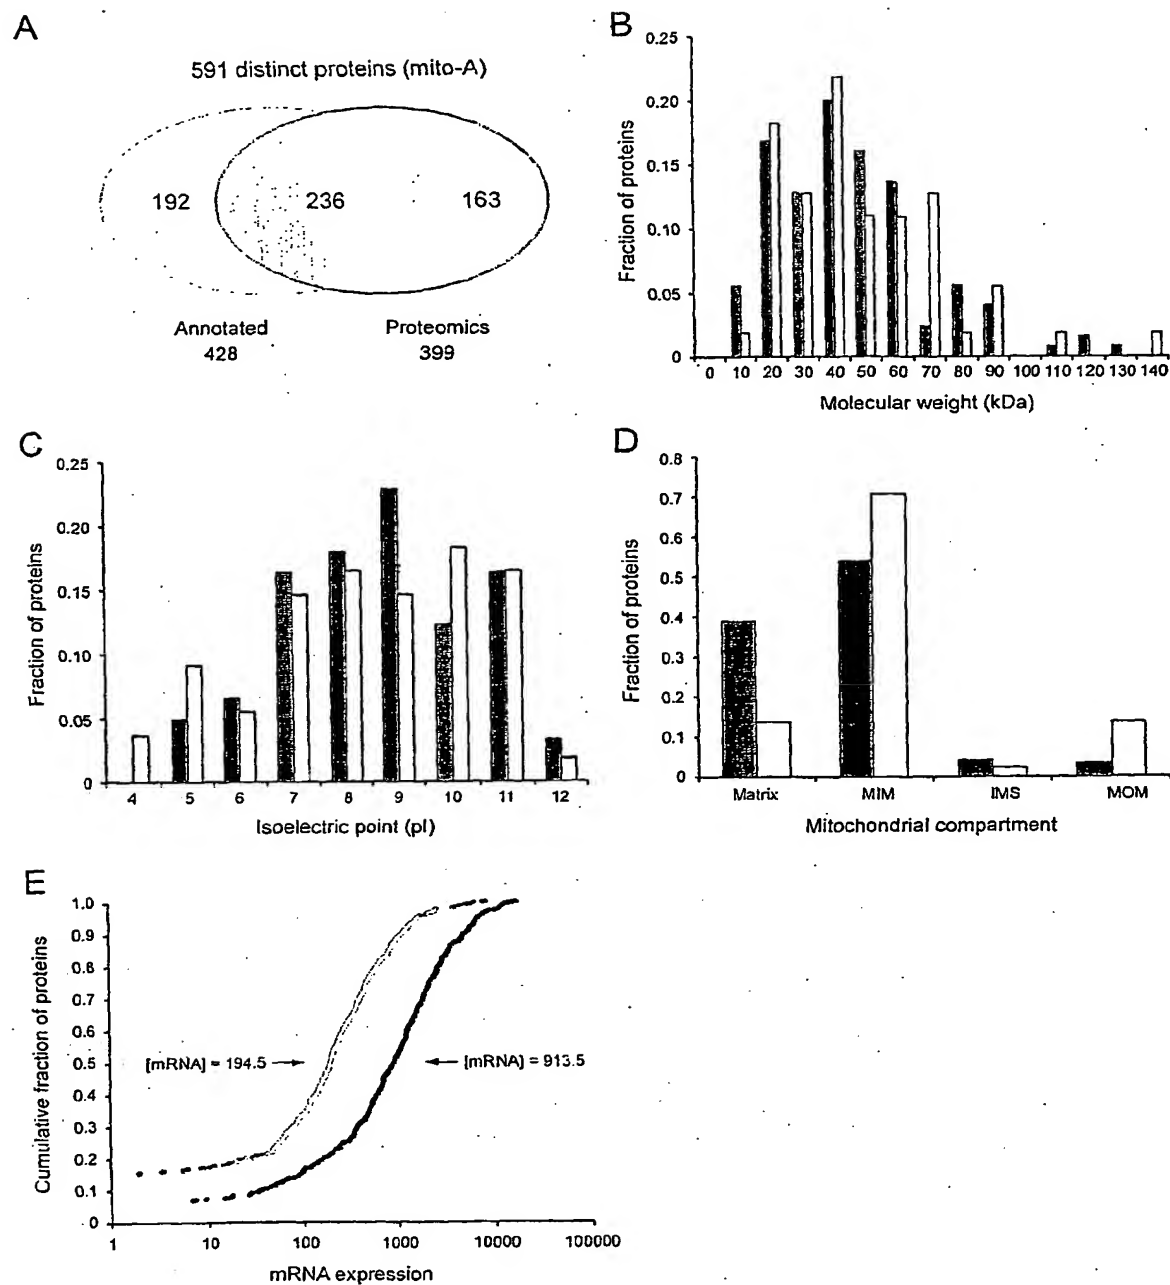 A
591 distinct proteins (mito-A)
192 236 163
Annotated Proteomics
428 399
B
0.25
0.20
0.15
0.10
0.05
0
Fraction of proteins
0 10 20 30 40 50 60 70 80 90 100 110 120 130 140
Molecular weight (kDa)
C
0.25
0.20
0.15
0.10
0.05
0
Fraction of proteins
4 5 6 7 8 9 10 11 12
Isoelectric point (pI)
D
0.8
0.7
0.6
0.5
0.4
0.3
0.2
0.1
0
Fraction of proteins
Matrix MIM IMS MOM
Mitochondrial compartment
E
1.0
0.9
0.8
0.7
0.6
0.5
0.4
0.3
0.2
0.1
0
Cumulative fraction of proteins
[mRNA] = 194.5 [mRNA] = 913.5
1 10 100 1000 10000 100000
mRNA expression